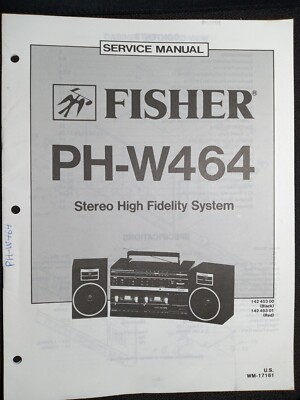 SERVICE MANUAL
FISHER®
PH-W464
Stereo High Fidelity System
PH-W464
142 453 00
(Black)
142 453 01
(Red)
U.S.
WM-17161